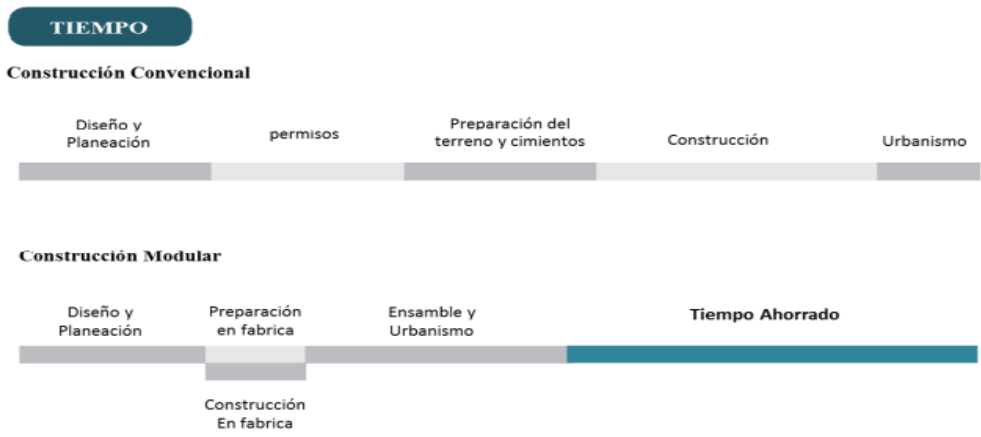 TIEMPO
Construcción Convencional
Diseño y
Planeación
permisos
Preparación del
terreno y cimientos
Construcción
Urbanismo
Construcción Modular
Diseño y
Planeación
Preparación
en fabrica
Ensamble y
Urbanismo
Tiempo Ahorrado
Construcción
En fabrica